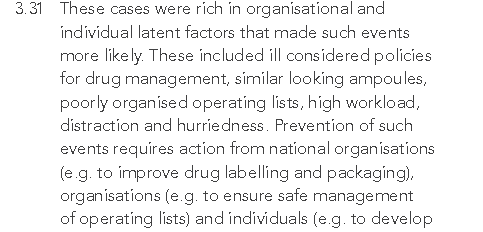 3.31 These cases were rich in organisational and
individual latent factors that made such events
more likely. These included ill considered policies
for drug management, similar looking ampoules,
poorly organised operating lists, high workload,
distraction and hurriedness. Prevention of such
events requires action from national organisations
(e.g. to improve drug labelling and packaging),
organisations (e.g. to ensure safe management
of operating lists) and individuals (e.g. to develop